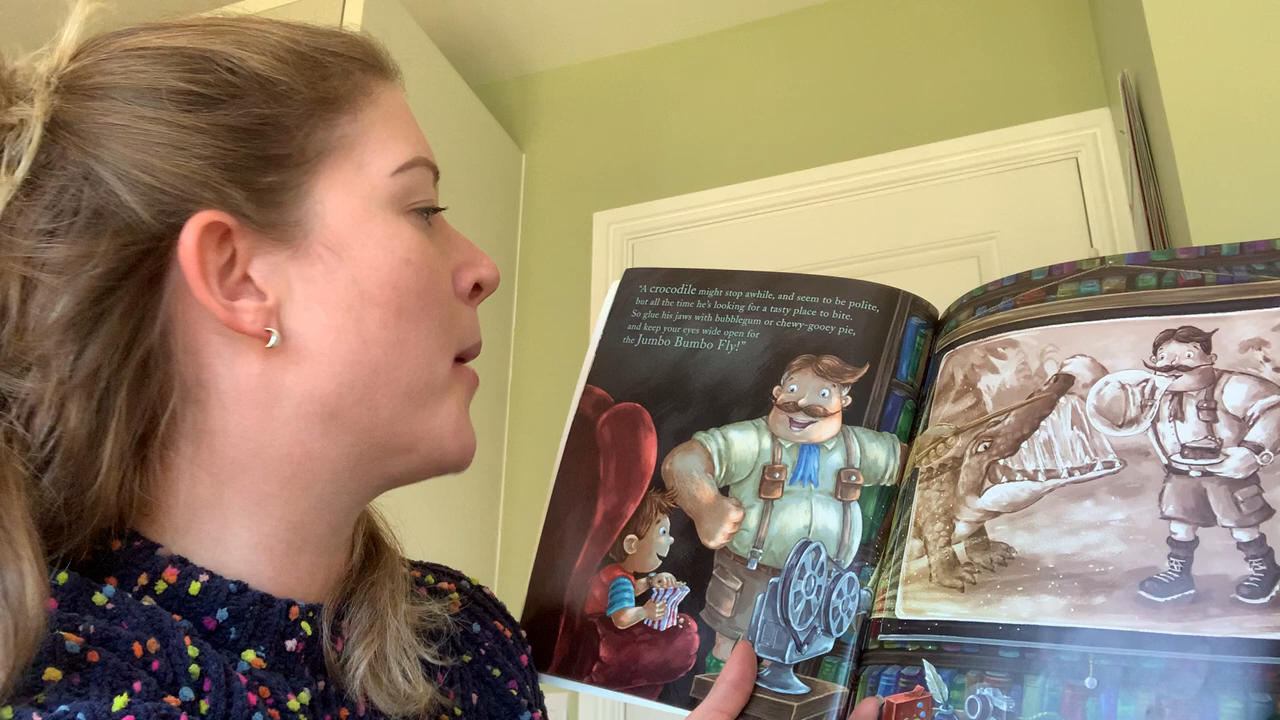 "A crocodile might stop awhile, and seem to be polite,
but all the time he's looking for a tasty place to bite.
So glue his jaws with bubblegum or chewy-gooey pie,
and keep your eyes wide open for
the Jumbo Bumbo Fly!"